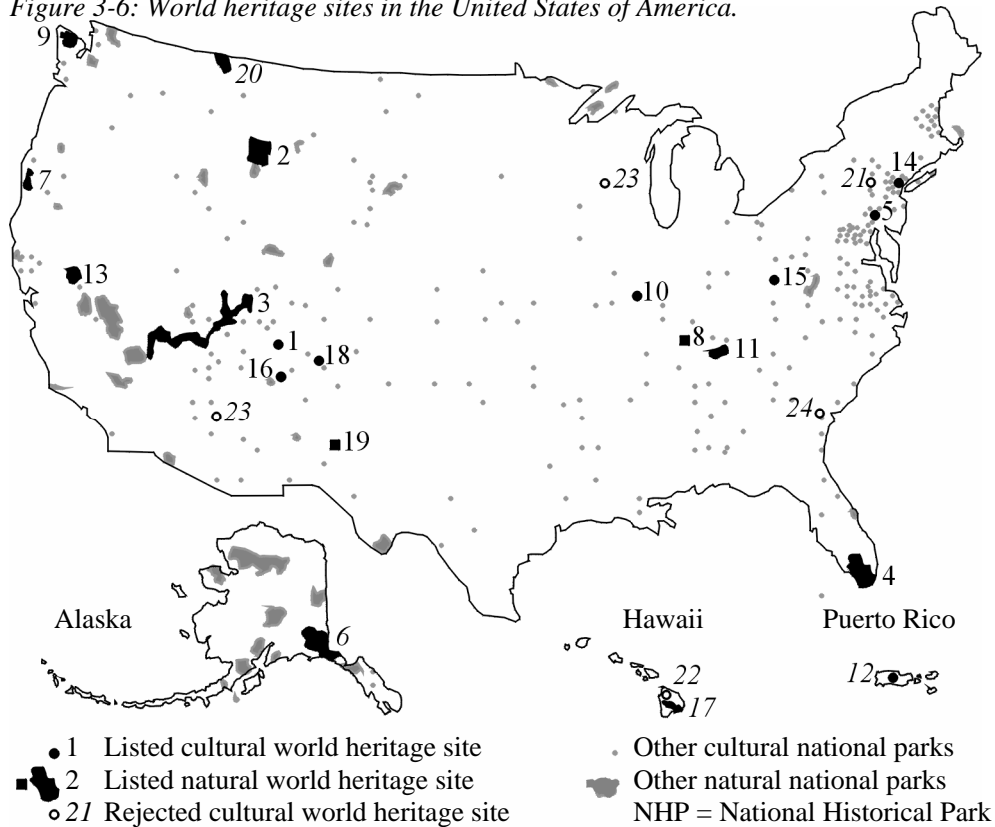 Figure 3-6: World heritage sites in the United States of America.
9
20
2
23
14
21
7
5
13
15
3
10
8
1
11
18
16
23
24
19
4
Alaska
Hawaii
Puerto Rico
6
22
12
17
1 Listed cultural world heritage site
2 Listed natural world heritage site
21 Rejected cultural world heritage site
Other cultural national parks
Other natural national parks
NHP = National Historical Park